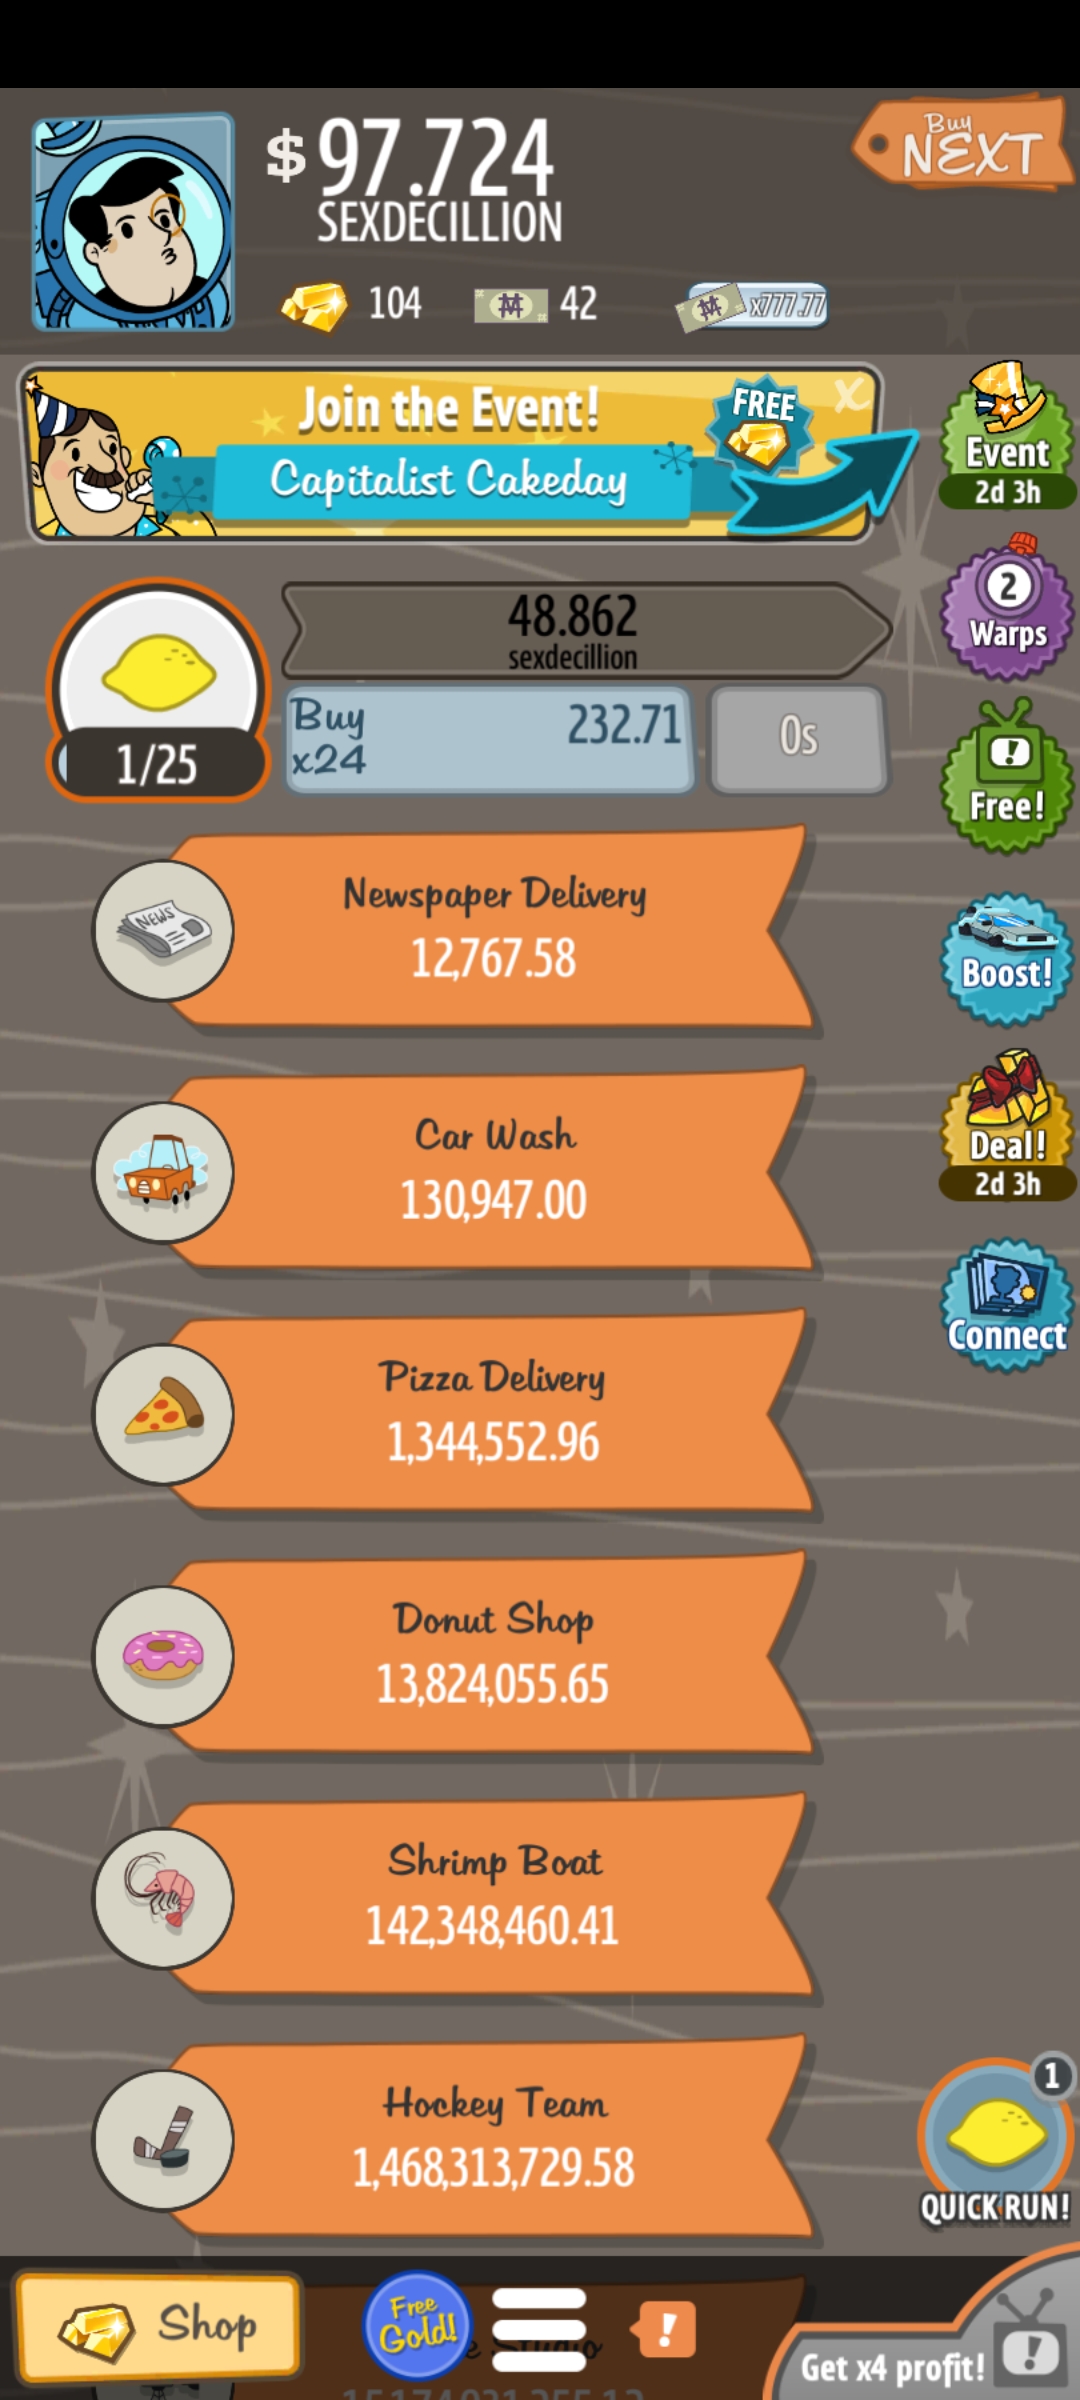 $97.724
SEXDECILLION
Buy
NEXT
104
42
x777.77
Join the Event!
Capitalist Cakeday
FREE
X
Event
2d 3h
48.862
sexdecillion
1/25
Buy
x24
232.71
0s
2
Warps
Free!
Newspaper Delivery
12,767.58
NEWS
Boost!
Car Wash
130,947.00
Deal!
2d 3h
Connect
Pizza Delivery
1,344,552.96
Donut Shop
13,824,055.65
Shrimp Boat
142,348,460.41
Hockey Team
1,468,313,729.58
1
QUICK RUN!
Shop
Free
Gold!
!
Get x4 profit!
!